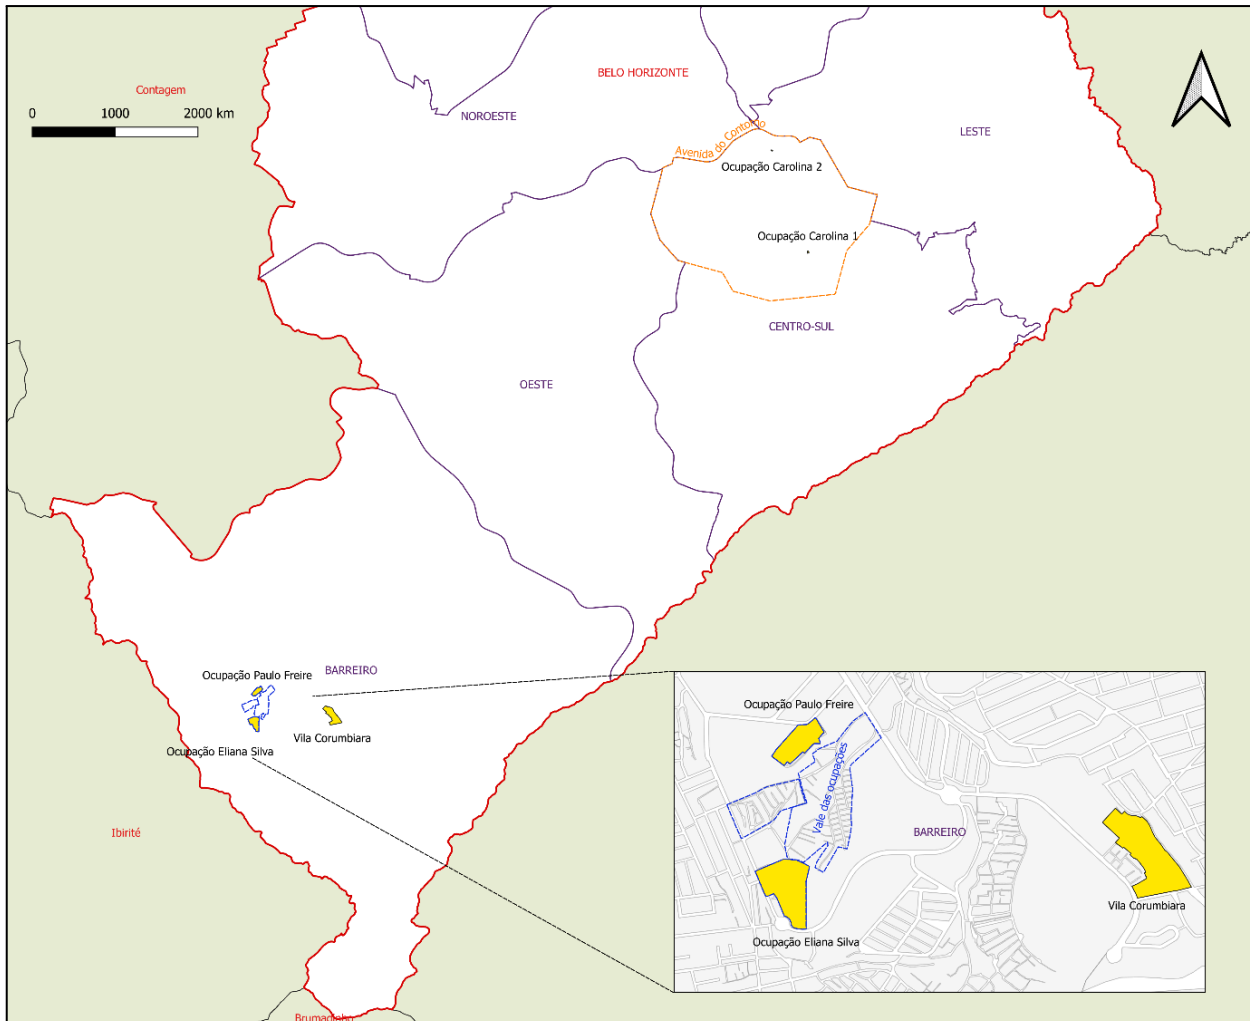 BELO HORIZONTE
Contagem
0 1000 2000 km
NOROESTE
Avenida do Contorno
LESTE
Ocupação Carolina 2
Ocupação Carolina 1
CENTRO-SUL
OESTE
Ocupação Paulo Freire
BARREIRO
Vila Corumbiara
Ocupação Eliana Silva
Ibirité
Brumadinho
Ocupação Paulo Freire
Vale das ocupações
BARREIRO
Vila Corumbiara
Ocupação Eliana Silva